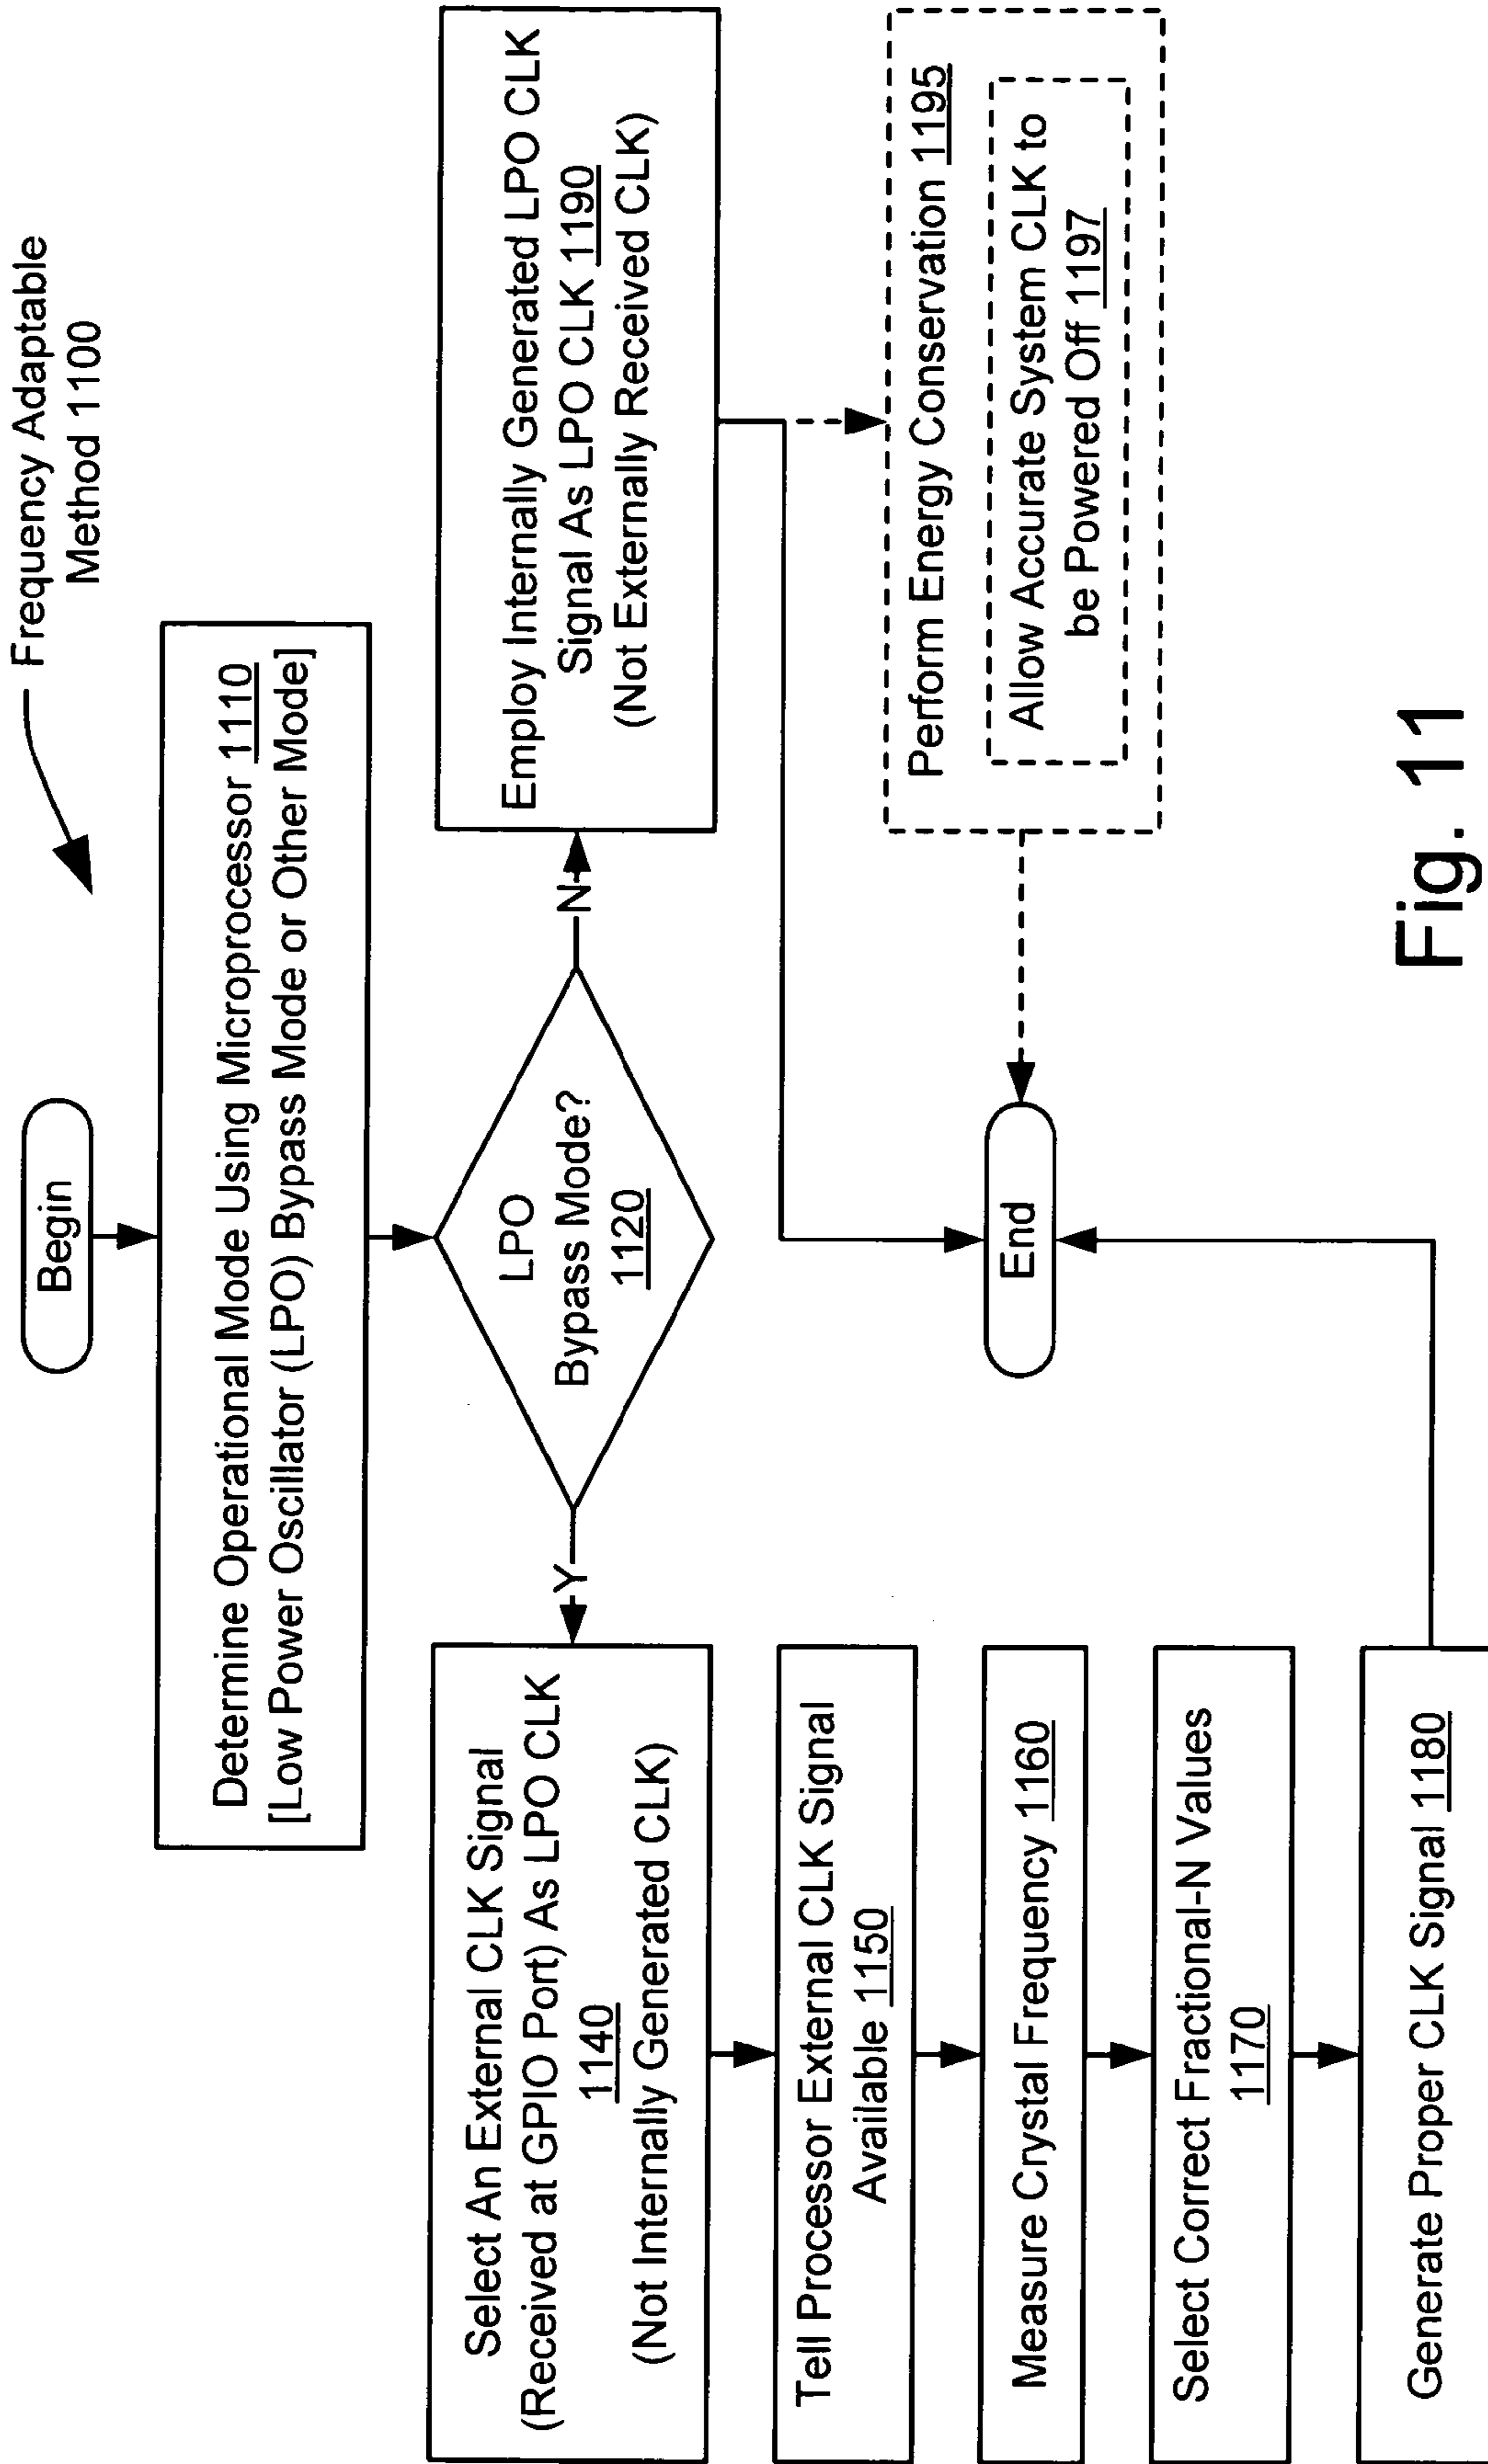 Frequency Adaptable
Method 1100
Begin
Determine Operational Mode Using Microprocessor 1110
[Low Power Oscillator (LPO) Bypass Mode or Other Mode]
LPO
Bypass Mode?
1120
Y
N
Select An External CLK Signal
(Received at GPIO Port) As LPO CLK
1140
(Not Internally Generated CLK)
Tell Processor External CLK Signal
Available 1150
Measure Crystal Frequency 1160
Select Correct Fractional-N Values
1170
Generate Proper CLK Signal 1180
Employ Internally Generated LPO CLK
Signal As LPO CLK 1190
(Not Externally Received CLK)
Perform Energy Conservation 1195
Allow Accurate System CLK to
be Powered Off 1197
End
Fig. 11